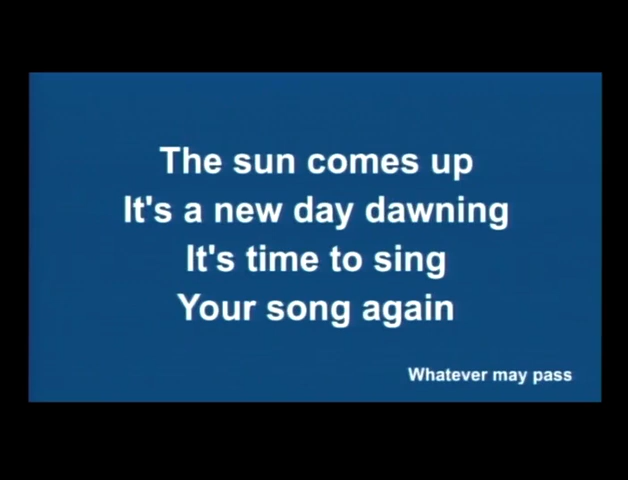 The sun comes up
It's a new day dawning
It's time to sing
Your song again
Whatever may pass